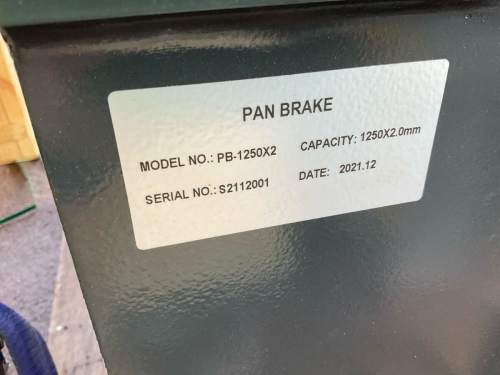 PAN BRAKE
MODEL NO.: PB-1250X2 CAPACITY: 1250X2.0mm
SERIAL NO.: S2112001 DATE: 2021.12